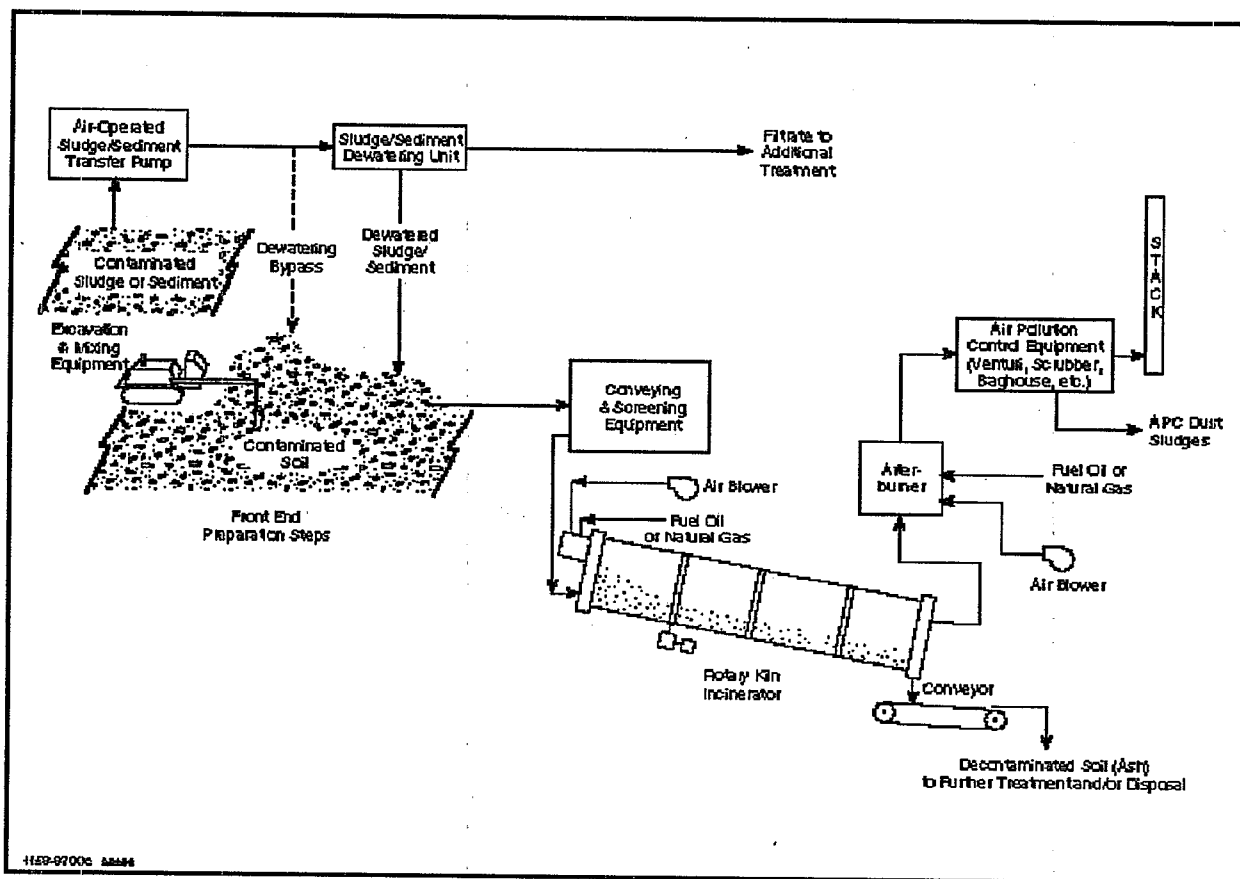 Air-Operated
Sludge/Sediment
Transfer Pump
Sludge/Sediment
Dewatering Unit
Filtrate to
Additional
Treatment
Contaminated
Sludge or Sediment
Dewatering
Bypass
Dewatered
Sludge/
Sediment
STACK
Excavation
& Mixing
Equipment
Air Pollution
Control Equipment
(Venturi, Scrubber,
Baghouse, etc.)
Conveying
& Screening
Equipment
APC Dust
Sludges
Contaminated
Soil
After-
burner
Fuel Oil or
Natural Gas
Air Blower
Front End
Preparation Steps
Fuel Oil
or Natural Gas
Air Blower
Rotary Kiln
Incinerator
Conveyor
Decontaminated Soil (Ash)
to Further Treatment and/or Disposal